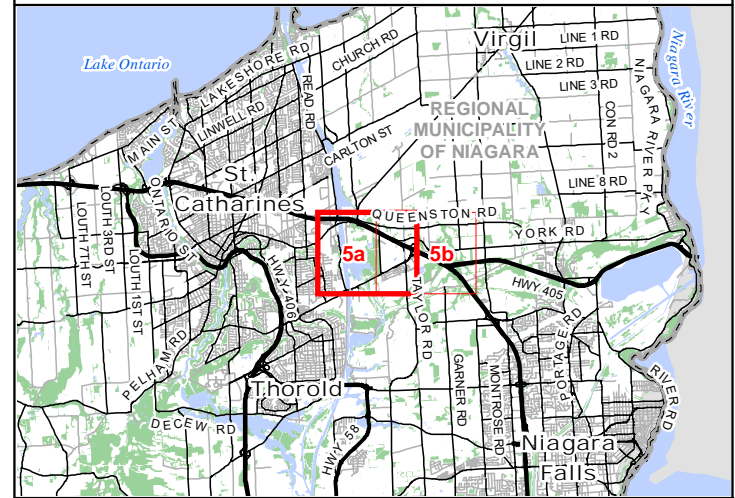 Virgil
LINE 1 RD
LINE 2 RD
LINE 3 RD
Niagara River
NIAGARA RIVER PKY
CON RD 2
Lake Ontario
LAKESHORE RD
CHURCH RD
READ RD
LINWELL RD
MAIN ST
CARLTON ST
REGIONAL
MUNICIPALITY
OF NIAGARA
St.
Catharines
ONTARIO ST
LINE 8 RD
LOUTH 7TH ST
LOUTH 3RD ST
LOUTH 1ST ST
QUEENSTON RD
YORK RD
5a
5b
HWY 406
HWY 405
TAYLOR RD
PORTAGE RD
PELHAM RD
GARNER RD
MONTROSE RD
RIVER RD
Thorold
DECEW RD
HWY 58
Niagara
Falls